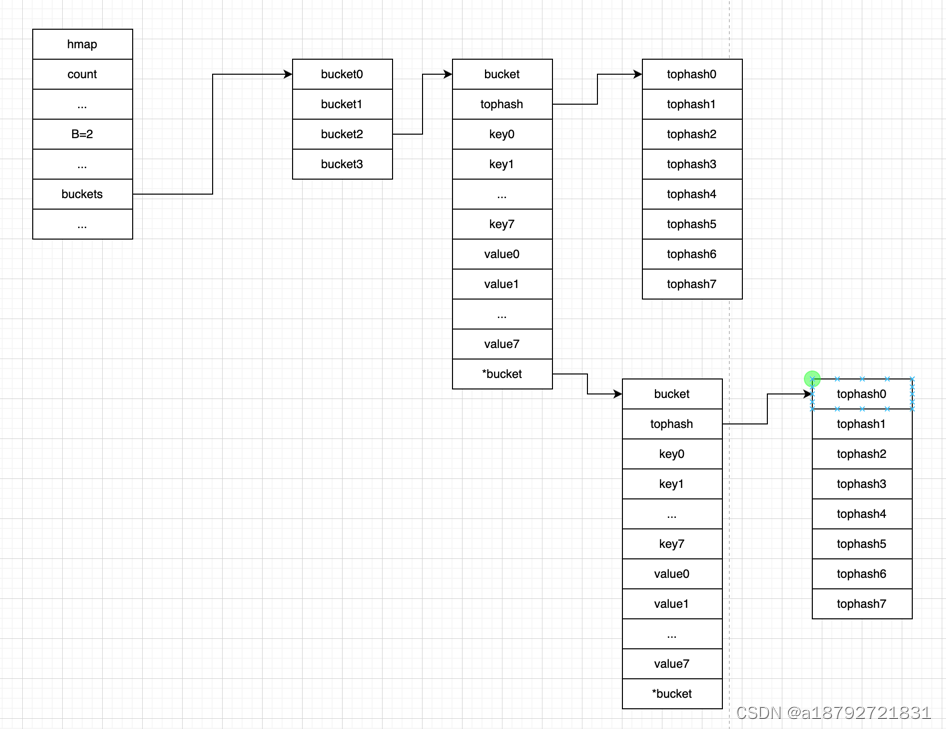 hmap
count
...
B=2
...
buckets
...
bucket0
bucket1
bucket2
bucket3
bucket
tophash
key0
key1
...
key7
value0
value1
...
value7
*bucket
tophash0
tophash1
tophash2
tophash3
tophash4
tophash5
tophash6
tophash7
bucket
tophash
key0
key1
...
key7
value0
value1
...
value7
*bucket
tophash0
tophash1
tophash2
tophash3
tophash4
tophash5
tophash6
tophash7
CSDN @a18792721831